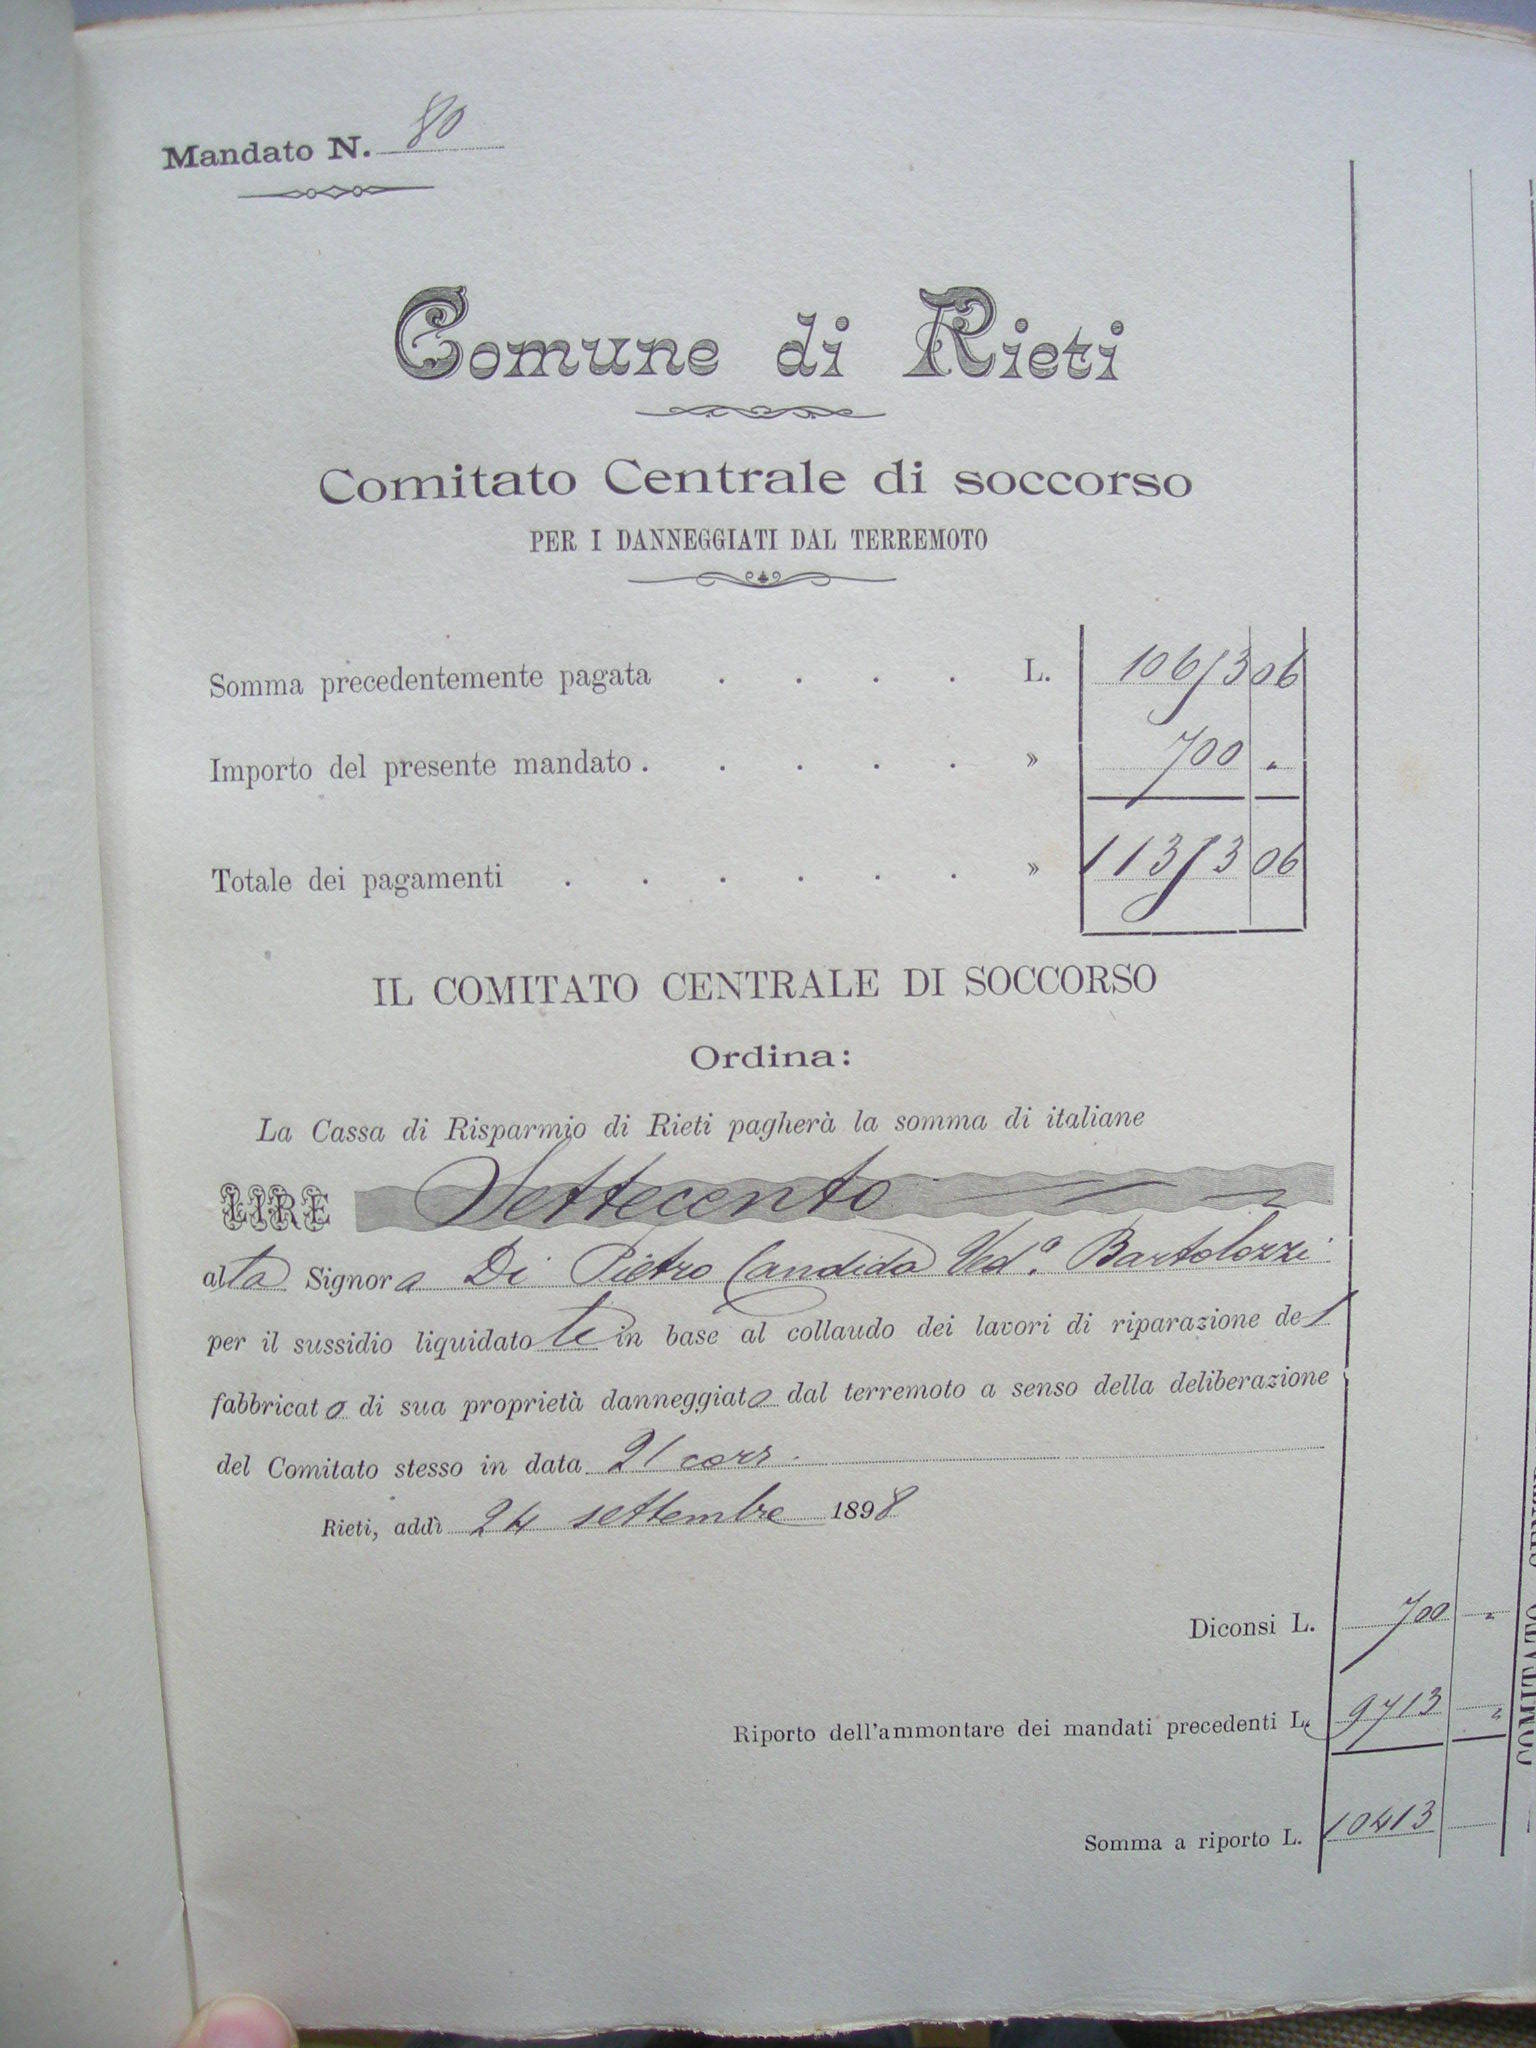 Mandato N. 80
Comune di Rieti
Comitato Centrale di soccorso
PER I DANNEGGIATI DAL TERREMOTO
Somma precedentemente pagata . . . . L. 10673 06
Importo del presente mandato . . . . . » 700 "
Totale dei pagamenti . . . . . . » 11373 06
IL COMITATO CENTRALE DI SOCCORSO
Ordina:
La Cassa di Risparmio di Rieti pagherà la somma di italiane
LIRE Settecento
alla Signora Di Pietro Candida Ved.a Bartolozzi
per il sussidio liquidatole in base al collaudo dei lavori di riparazione del
fabbricato di sua proprietà danneggiato dal terremoto a senso della deliberazione
del Comitato stesso in data 21 corr.
Rieti, addì 24 settembre 1898
Diconsi L. 700 "
Riporto dell'ammontare dei mandati precedenti L. 9713 "
Somma a riporto L. 10413
COMITATO